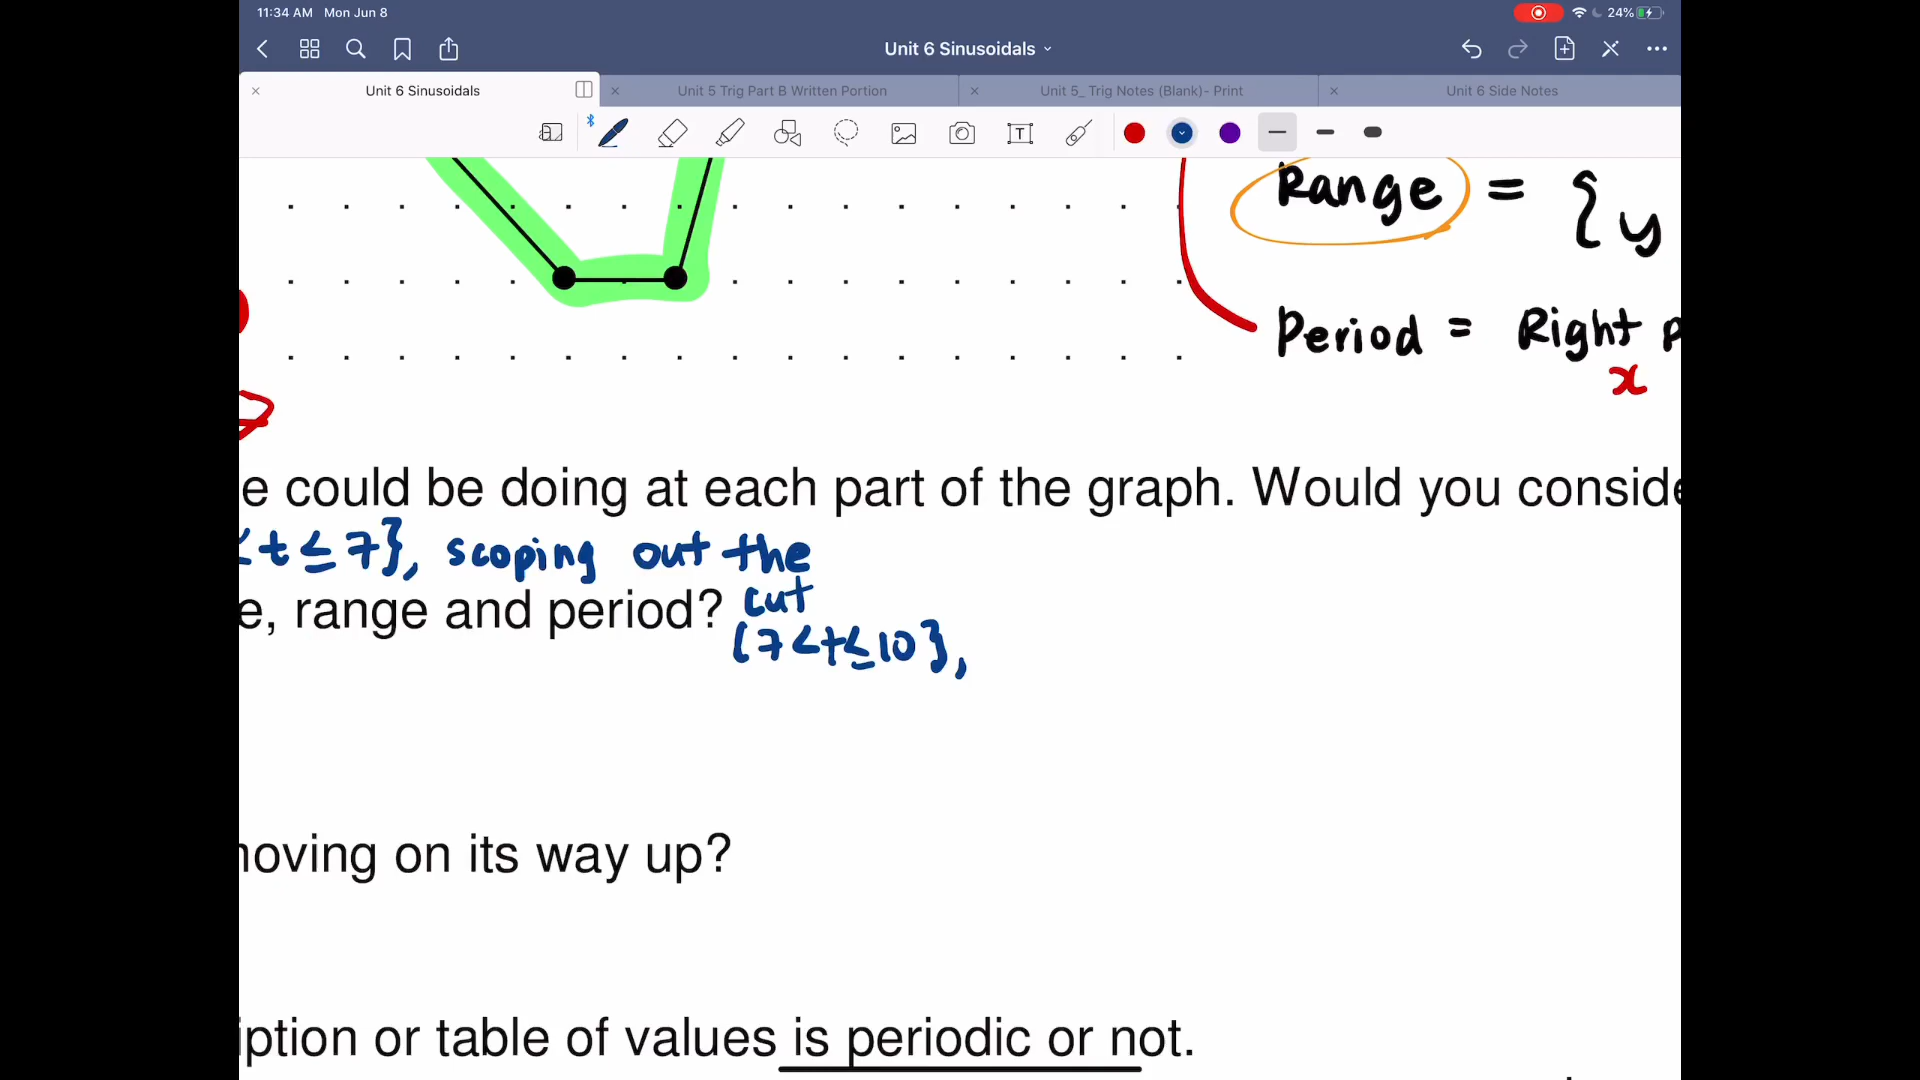 11:34 AM Mon Jun 8
24%
Unit 6 Sinusoidals
Unit 6 Sinusoidals
Unit 5 Trig Part B Written Portion
Unit 5_ Trig Notes (Blank)- Print
Unit 6 Side Notes
T
Range = { y
Period = Right
x
e could be doing at each part of the graph. Would you conside
< t ≤ 7}, scoping out the
cut
e, range and period?
{7 < t ≤ 10},
moving on its way up?
iption or table of values is periodic or not.